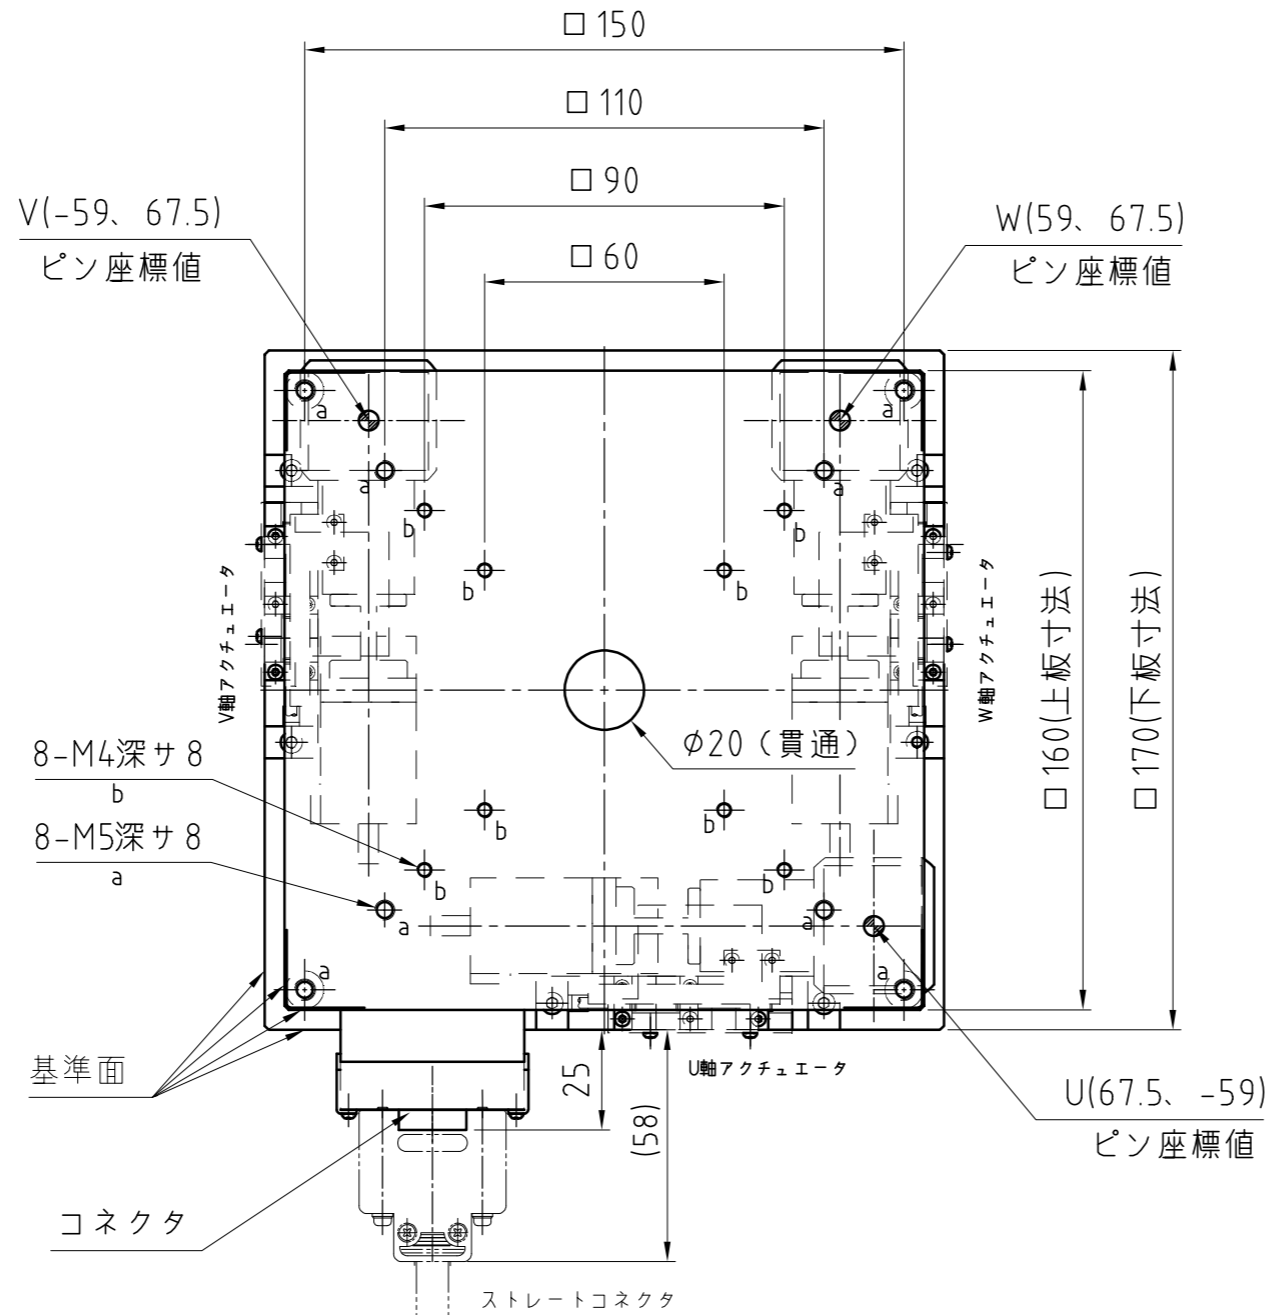 □150
□110
□90
□60
V(-59、67.5)
ピン座標値
W(59、67.5)
ピン座標値
a
a
a
a
b
b
b
b
V軸アクチュエータ
W軸アクチュエータ
□160(上板寸法)
□170(下板寸法)
φ20(貫通)
8-M4深サ8
b
8-M5深サ8
a
b
b
b
b
a
a
a
a
基準面
U軸アクチュエータ
25
(58)
U(67.5、-59)
ピン座標値
コネクタ
ストレートコネクタ